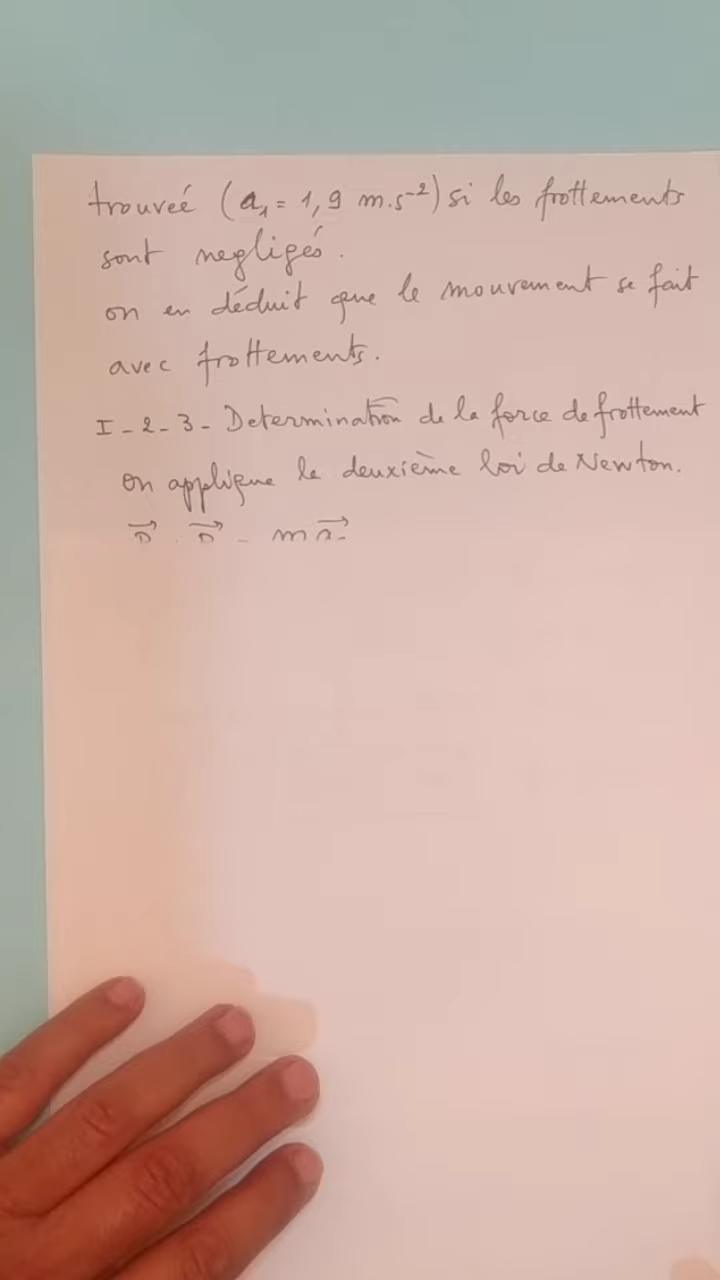 trouveé (a₁ = 1,9 m.s⁻²) si les frottements
sont negligés.
on en déduit que le mouvement se fait
avec frottements.
I-2-3- Determination de la force de frottement
on applique la deuxième loi de Newton.